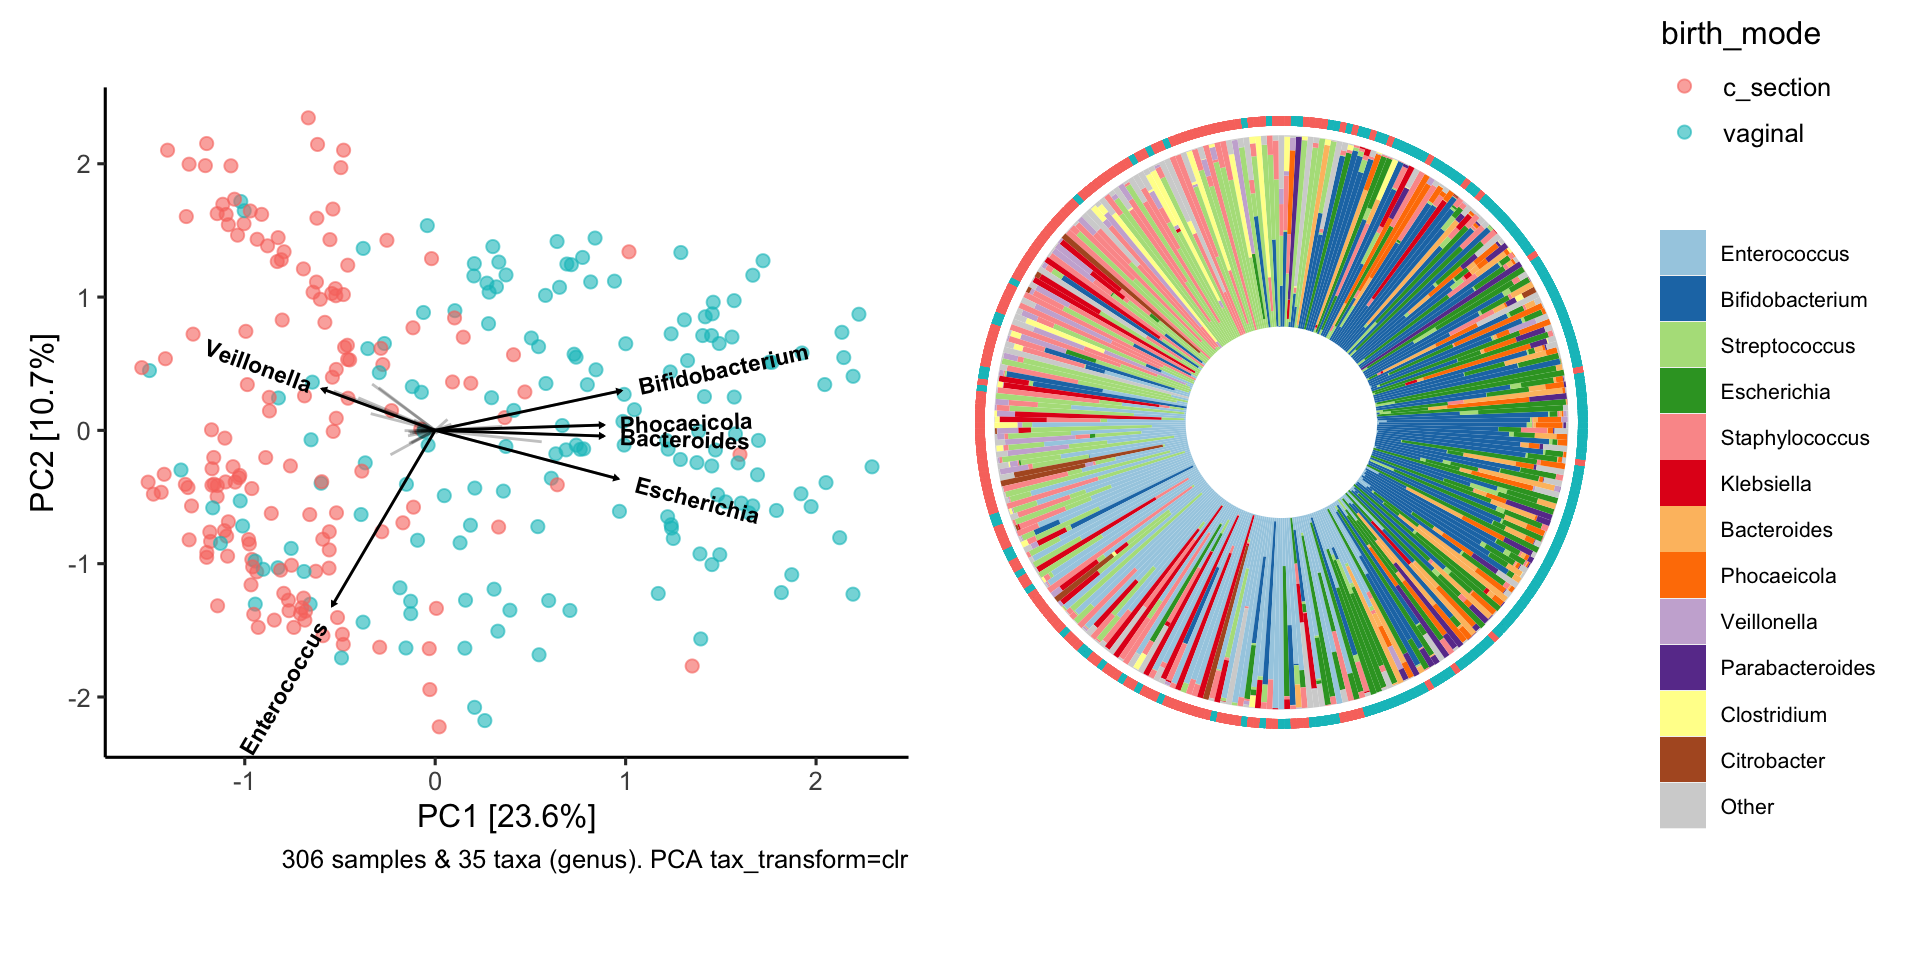 2
1
0
-1
-2
PC2 [10.7%]
Veillonella
Bifidobacterium
Phocaeicola
Bacteroides
Escherichia
Enterococcus
-1
0
1
2
PC1 [23.6%]
306 samples & 35 taxa (genus). PCA tax_transform=clr
birth_mode
c_section
vaginal
Enterococcus
Bifidobacterium
Streptococcus
Escherichia
Staphylococcus
Klebsiella
Bacteroides
Phocaeicola
Veillonella
Parabacteroides
Clostridium
Citrobacter
Other